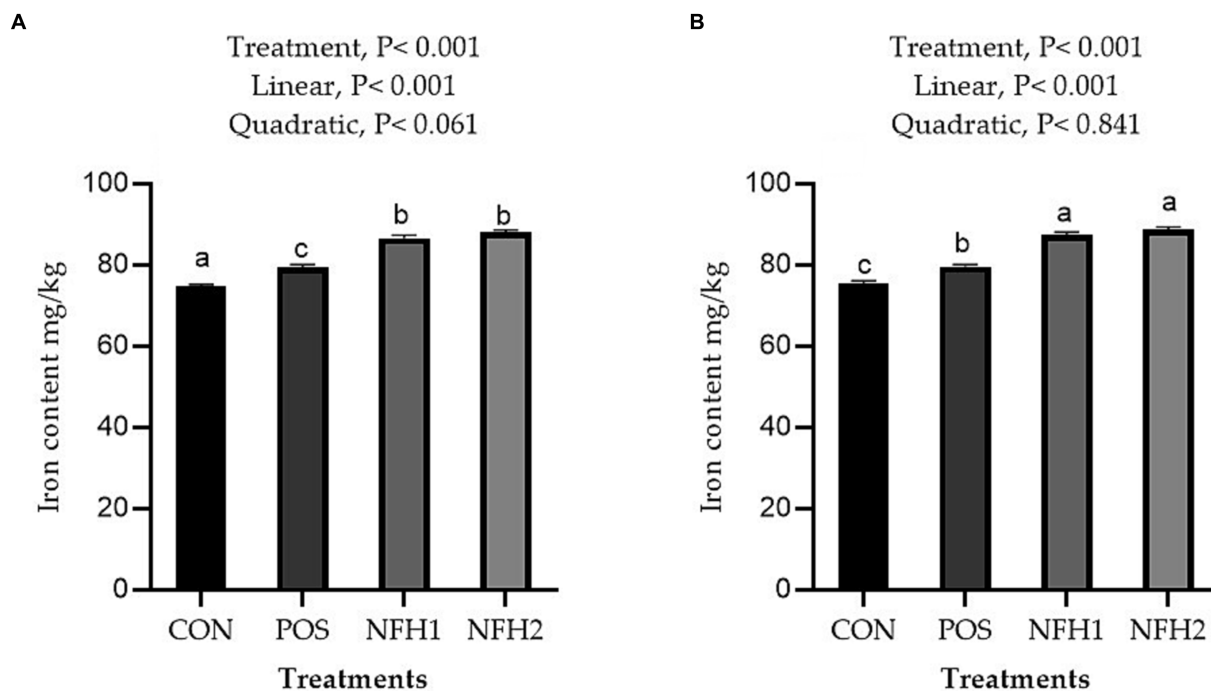 A
Treatment, P< 0.001
Linear, P< 0.001
Quadratic, P< 0.061
Iron content mg/kg
100
80
60
40
20
0
a
c
b
b
CON POS NFH1 NFH2
Treatments
B
Treatment, P< 0.001
Linear, P< 0.001
Quadratic, P< 0.841
Iron content mg/kg
100
80
60
40
20
0
c
b
a
a
CON POS NFH1 NFH2
Treatments